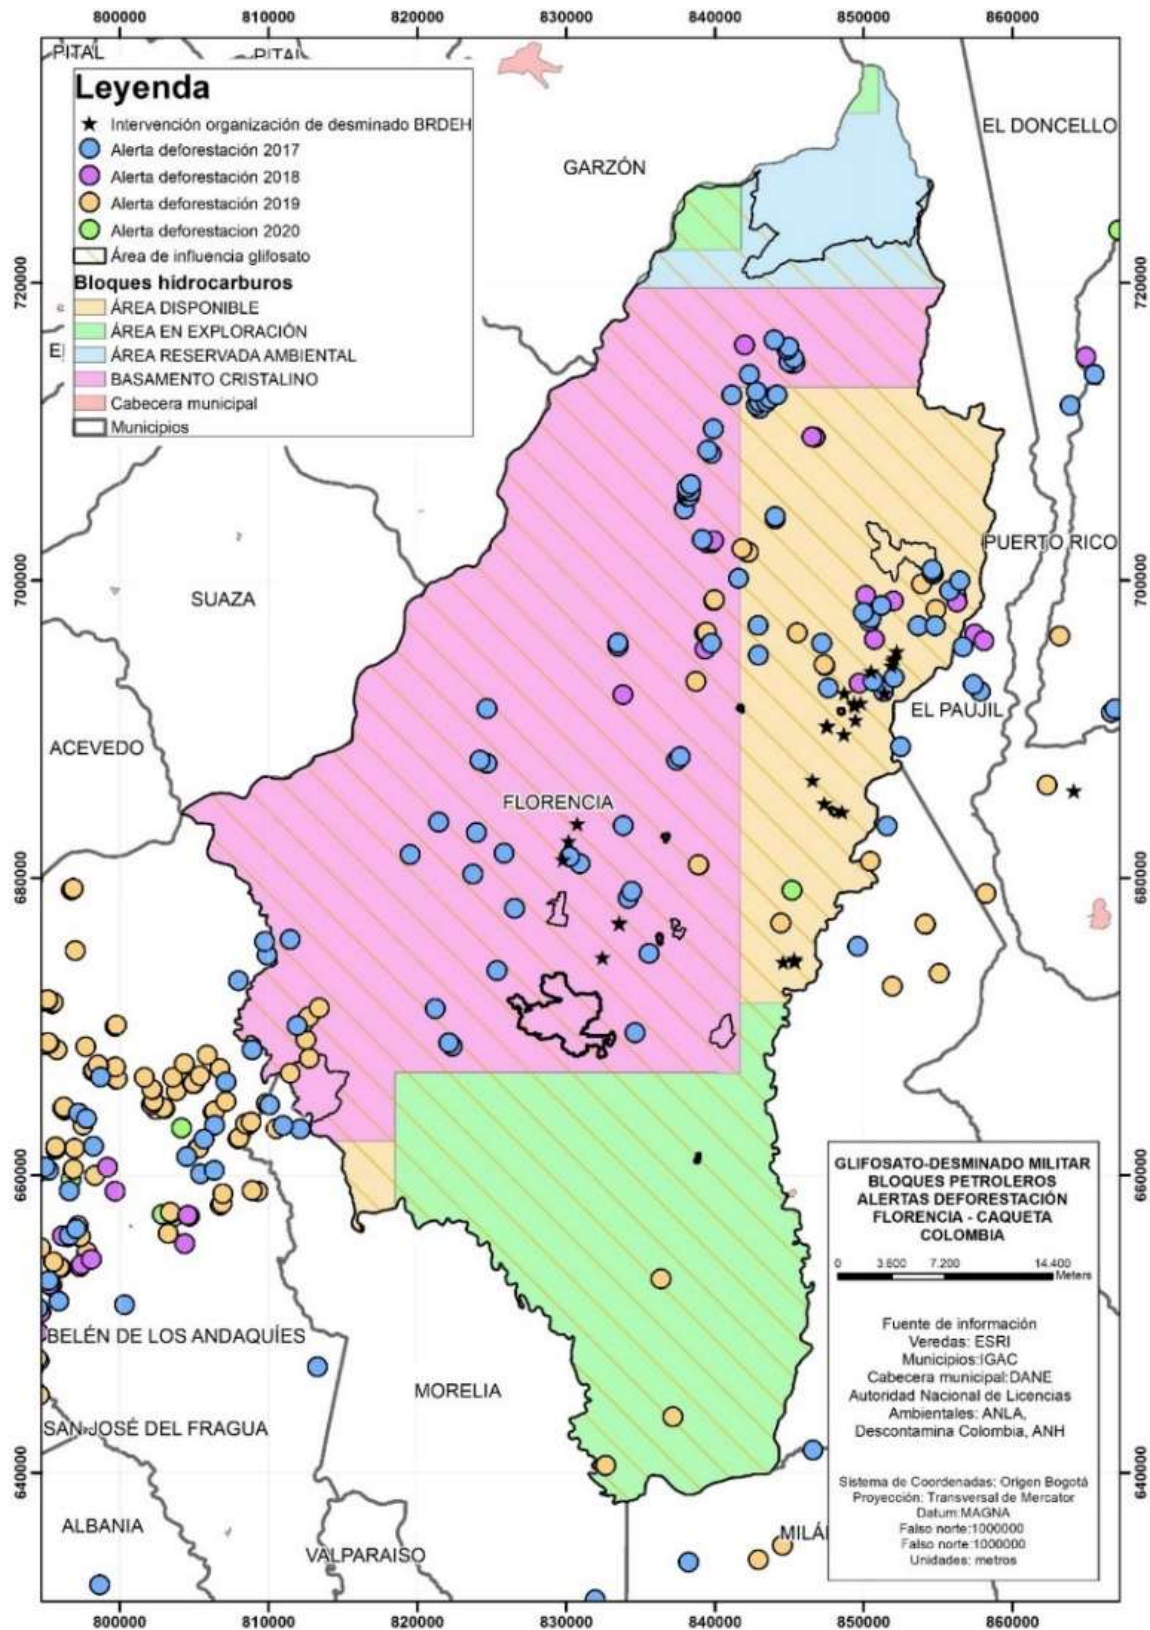 800000 810000 820000 830000 840000 850000 860000
PITAL
PITAL
Leyenda
Intervención organización de desminado BRDEH
Alerta deforestación 2017
Alerta deforestación 2018
Alerta deforestación 2019
Alerta deforestacion 2020
Área de influencia glifosato
Bloques hidrocarburos
ÁREA DISPONIBLE
ÁREA EN EXPLORACIÓN
ÁREA RESERVADA AMBIENTAL
BASAMENTO CRISTALINO
Cabecera municipal
Municipios
EL DONCELLO
GARZÓN
720000 720000
PUERTO RICO
700000 700000
SUAZA
EL PAUJIL
ACEVEDO
FLORENCIA
680000 680000
660000 660000
GLIFOSATO-DESMINADO MILITAR
BLOQUES PETROLEROS
ALERTAS DEFORESTACIÓN
FLORENCIA - CAQUETA
COLOMBIA
0 3.600 7.200 14.400
Meters
Fuente de información
Veredas: ESRI
Municipios:IGAC
Cabecera municipal:DANE
Autoridad Nacional de Licencias
Ambientales: ANLA,
Descontamina Colombia, ANH
Sistema de Coordenadas: Origen Bogotá
Proyección: Transversal de Mercator
Datum:MAGNA
Falso norte:1000000
Falso norte:1000000
Unidades: metros
BELÉN DE LOS ANDAQUÍES
MORELIA
SAN JOSÉ DEL FRAGUA
640000 640000
ALBANIA
VALPARAISO
MILÁ
800000 810000 820000 830000 840000 850000 860000